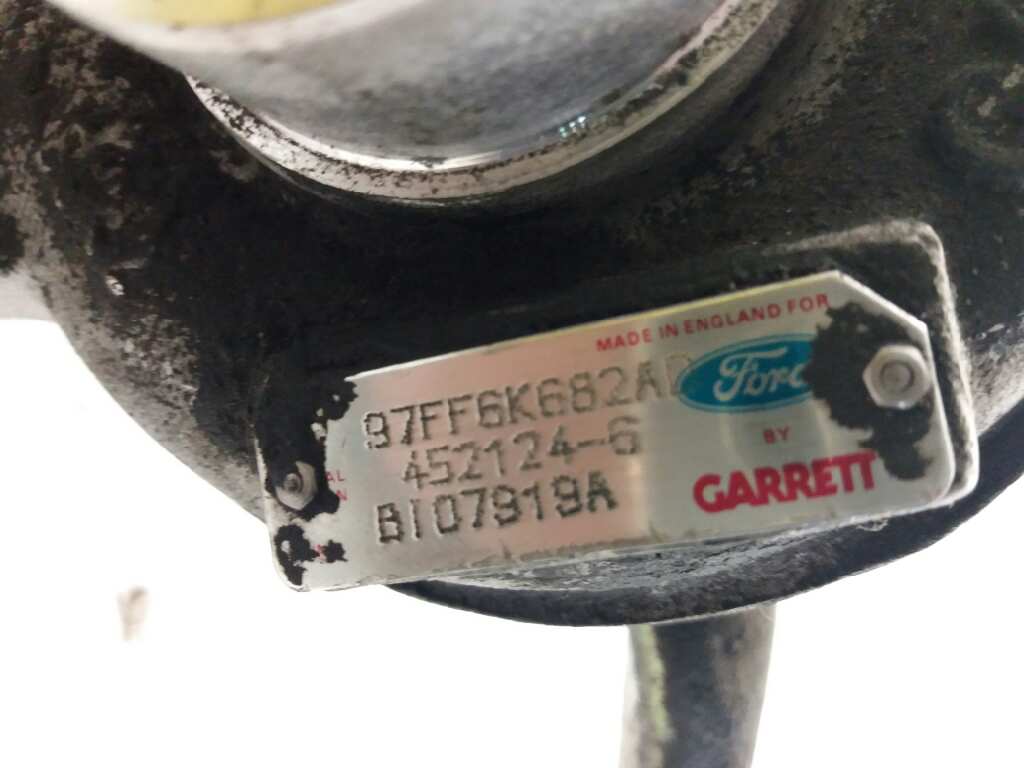 MADE IN ENGLAND FOR
97FF6K682AD
Ford
452124-6
BY
BI07919A
GARRETT